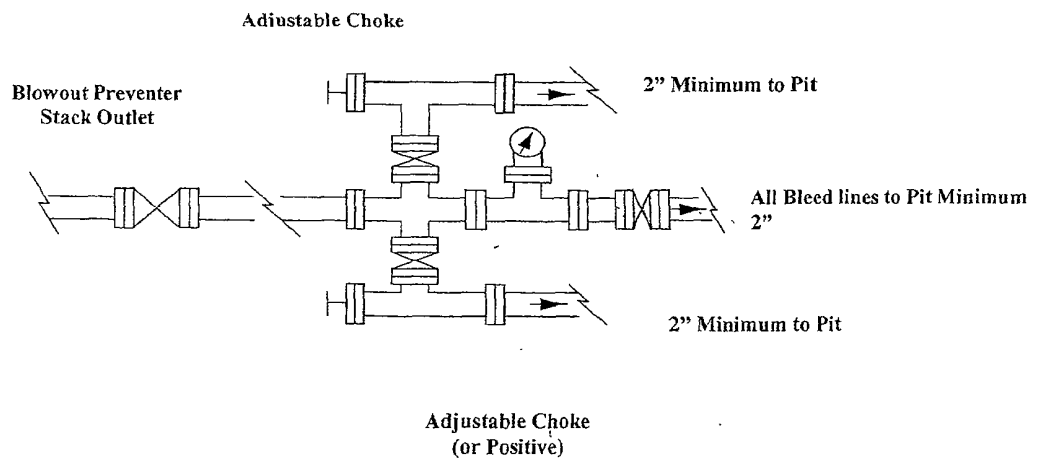 Adiustable Choke
Blowout Preventer
Stack Outlet
2” Minimum to Pit
All Bleed lines to Pit Minimum
2”
2” Minimum to Pit
Adjustable Choke
(or Positive)